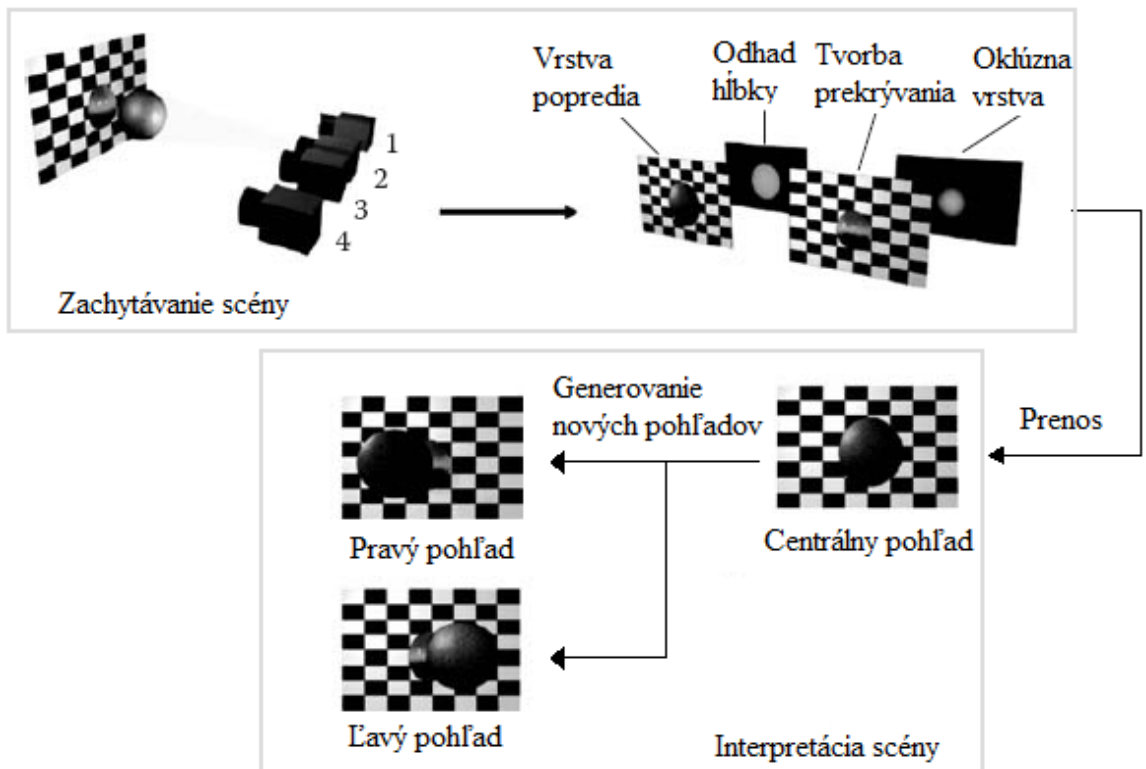 Vrstva
popredia
Odhad
hĺbky
Tvorba
prekrývania
Oklúzna
vrstva
1
2
3
4
Zachytávanie scény
Generovanie
nových pohľadov
Prenos
Pravý pohľad
Centrálny pohľad
Ľavý pohľad
Interpretácia scény